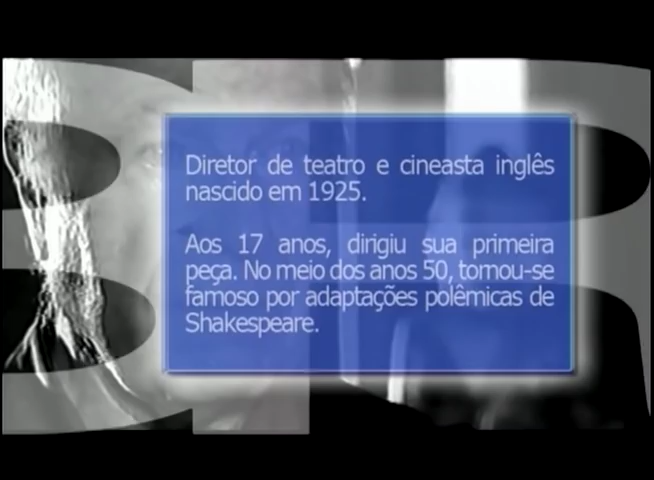 Diretor de teatro e cineasta inglês
nascido em 1925.
Aos 17 anos, dirigiu sua primeira
peça. No meio dos anos 50, tornou-se
famoso por adaptações polêmicas de
Shakespeare.